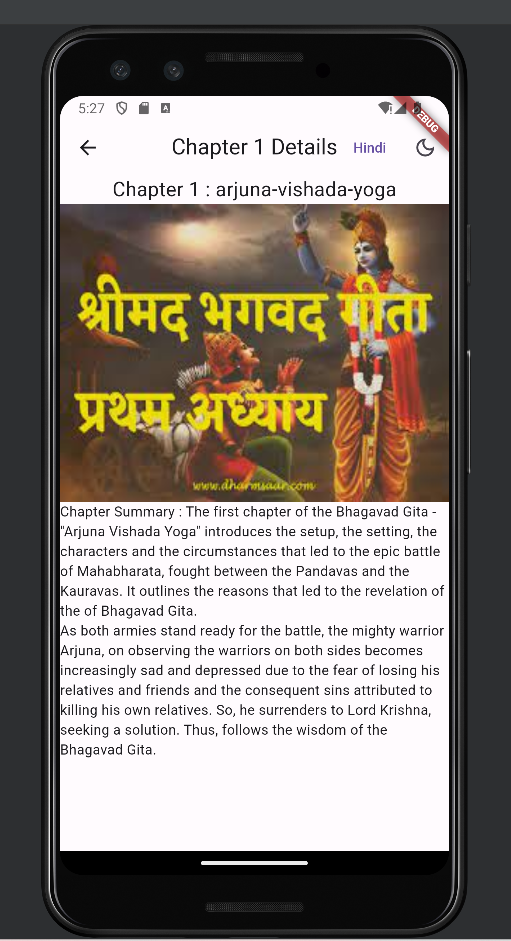 5:27
DEBUG
Chapter 1 Details
Hindi
Chapter 1 : arjuna-vishada-yoga
श्रीमद भगवद गीता
प्रथम अध्याय
www.dharmsaar.com
Chapter Summary : The first chapter of the Bhagavad Gita -
"Arjuna Vishada Yoga" introduces the setup, the setting, the
characters and the circumstances that led to the epic battle
of Mahabharata, fought between the Pandavas and the
Kauravas. It outlines the reasons that led to the revelation of
the of Bhagavad Gita.
As both armies stand ready for the battle, the mighty warrior
Arjuna, on observing the warriors on both sides becomes
increasingly sad and depressed due to the fear of losing his
relatives and friends and the consequent sins attributed to
killing his own relatives. So, he surrenders to Lord Krishna,
seeking a solution. Thus, follows the wisdom of the
Bhagavad Gita.